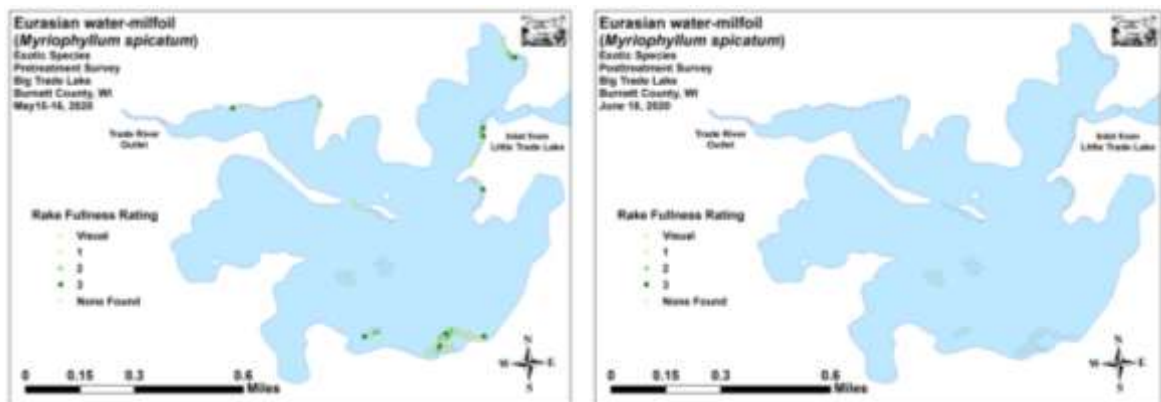 Eurasian water-milfoil
(Myriophyllum spicatum)
Exotic Species
Pretreatment Survey
Big Trade Lake
Burnett County, WI
May15-16, 2020
Trade River
Outlet
Inlet from
Little Trade Lake
Rake Fullness Rating
Visual
1
2
3
None Found
0 0.15 0.3 0.6
Miles
N
W E
S
Eurasian water-milfoil
(Myriophyllum spicatum)
Exotic Species
Posttreatment Survey
Big Trade Lake
Burnett County, WI
June 18, 2020
Trade River
Outlet
Inlet from
Little Trade Lake
Rake Fullness Rating
Visual
1
2
3
None Found
0 0.15 0.3 0.6
Miles
N
W E
S